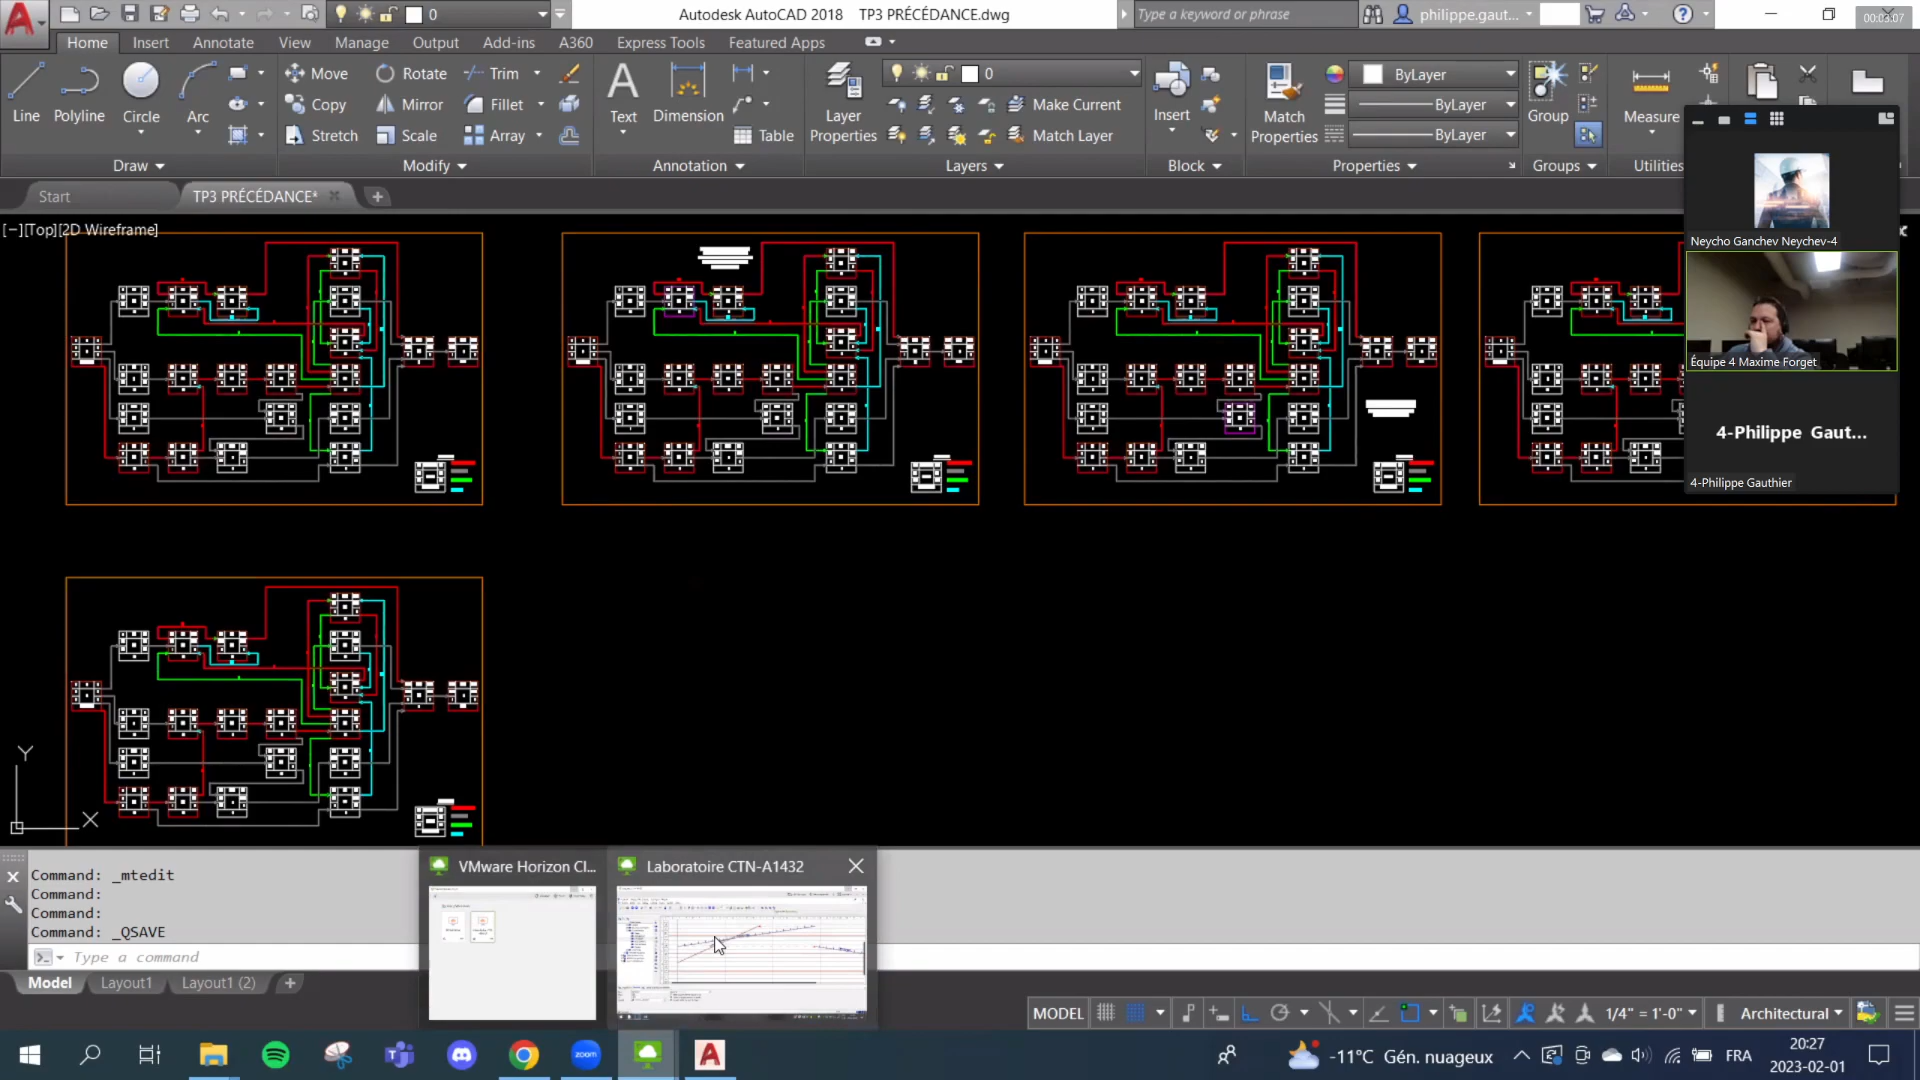 0
Autodesk AutoCAD 2018 TP3 PRÉCÉDANCE.dwg
Type a keyword or phrase
philippe.gaut...
00:03:07
Home Insert Annotate View Manage Output Add-ins A360 Express Tools Featured Apps
Line Polyline Circle Arc
Move Rotate Trim
Copy Mirror Fillet
Stretch Scale Array
Text Dimension
Table
Layer Properties
0
Make Current
Match Layer
Insert
Match Properties
ByLayer
ByLayer
ByLayer
Group
Measure
Draw Modify Annotation Layers Block Properties Groups Utilities
Start TP3 PRÉCÉDANCE*
[−][Top][2D Wireframe]
Neycho Ganchev Neychev-4
Équipe 4 Maxime Forget
4-Philippe Gaut...
4-Philippe Gauthier
Y
X
Command: _mtedit
Command:
Command:
Command: _QSAVE
Type a command
VMware Horizon Cl...
Laboratoire CTN-A1432
Model Layout1 Layout1 (2)
MODEL
1/4" = 1'-0"
Architectural
zoom
-11°C Gén. nuageux
FRA
20:27
2023-02-01